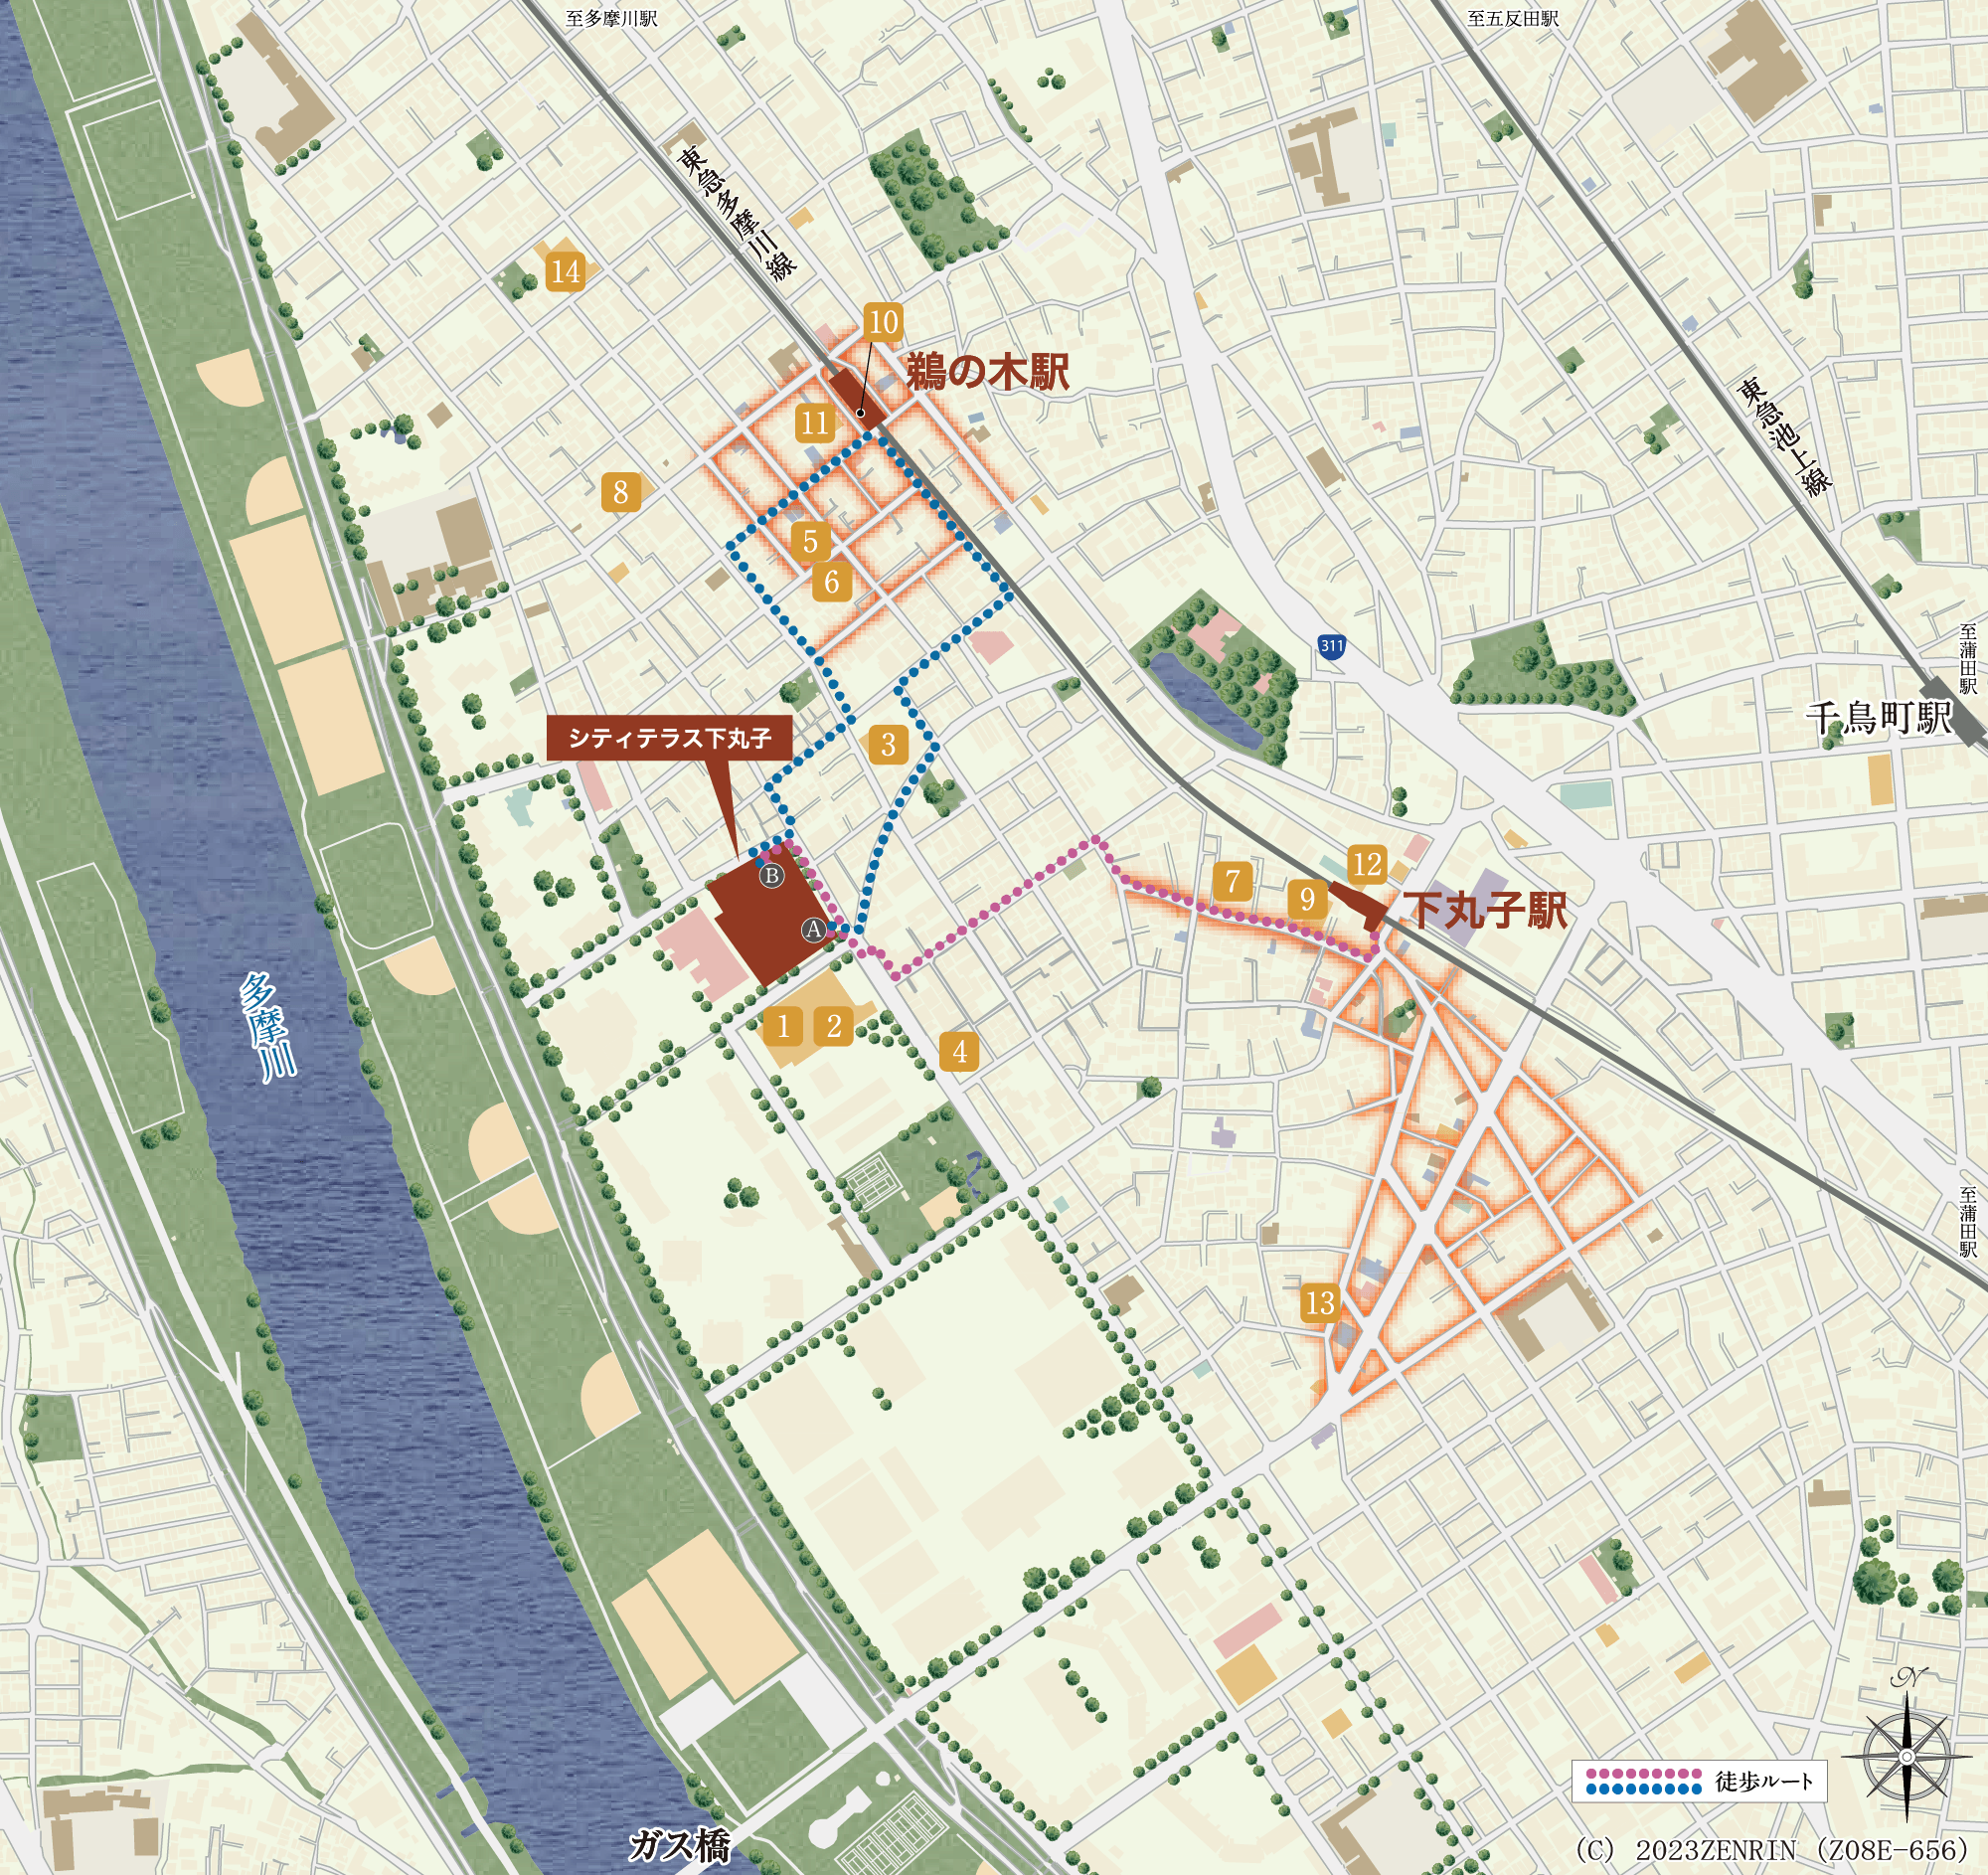 至多摩川駅
至五反田駅
東急多摩川線
14
10
鵜の木駅
11
8
5
6
東急池上線
311
至蒲田駅
千鳥町駅
シティテラス下丸子
3
B
A
7
9
12
下丸子駅
多摩川
1
2
4
至蒲田駅
13
N
徒歩ルート
ガス橋
(C) 2023ZENRIN (Z08E-656)